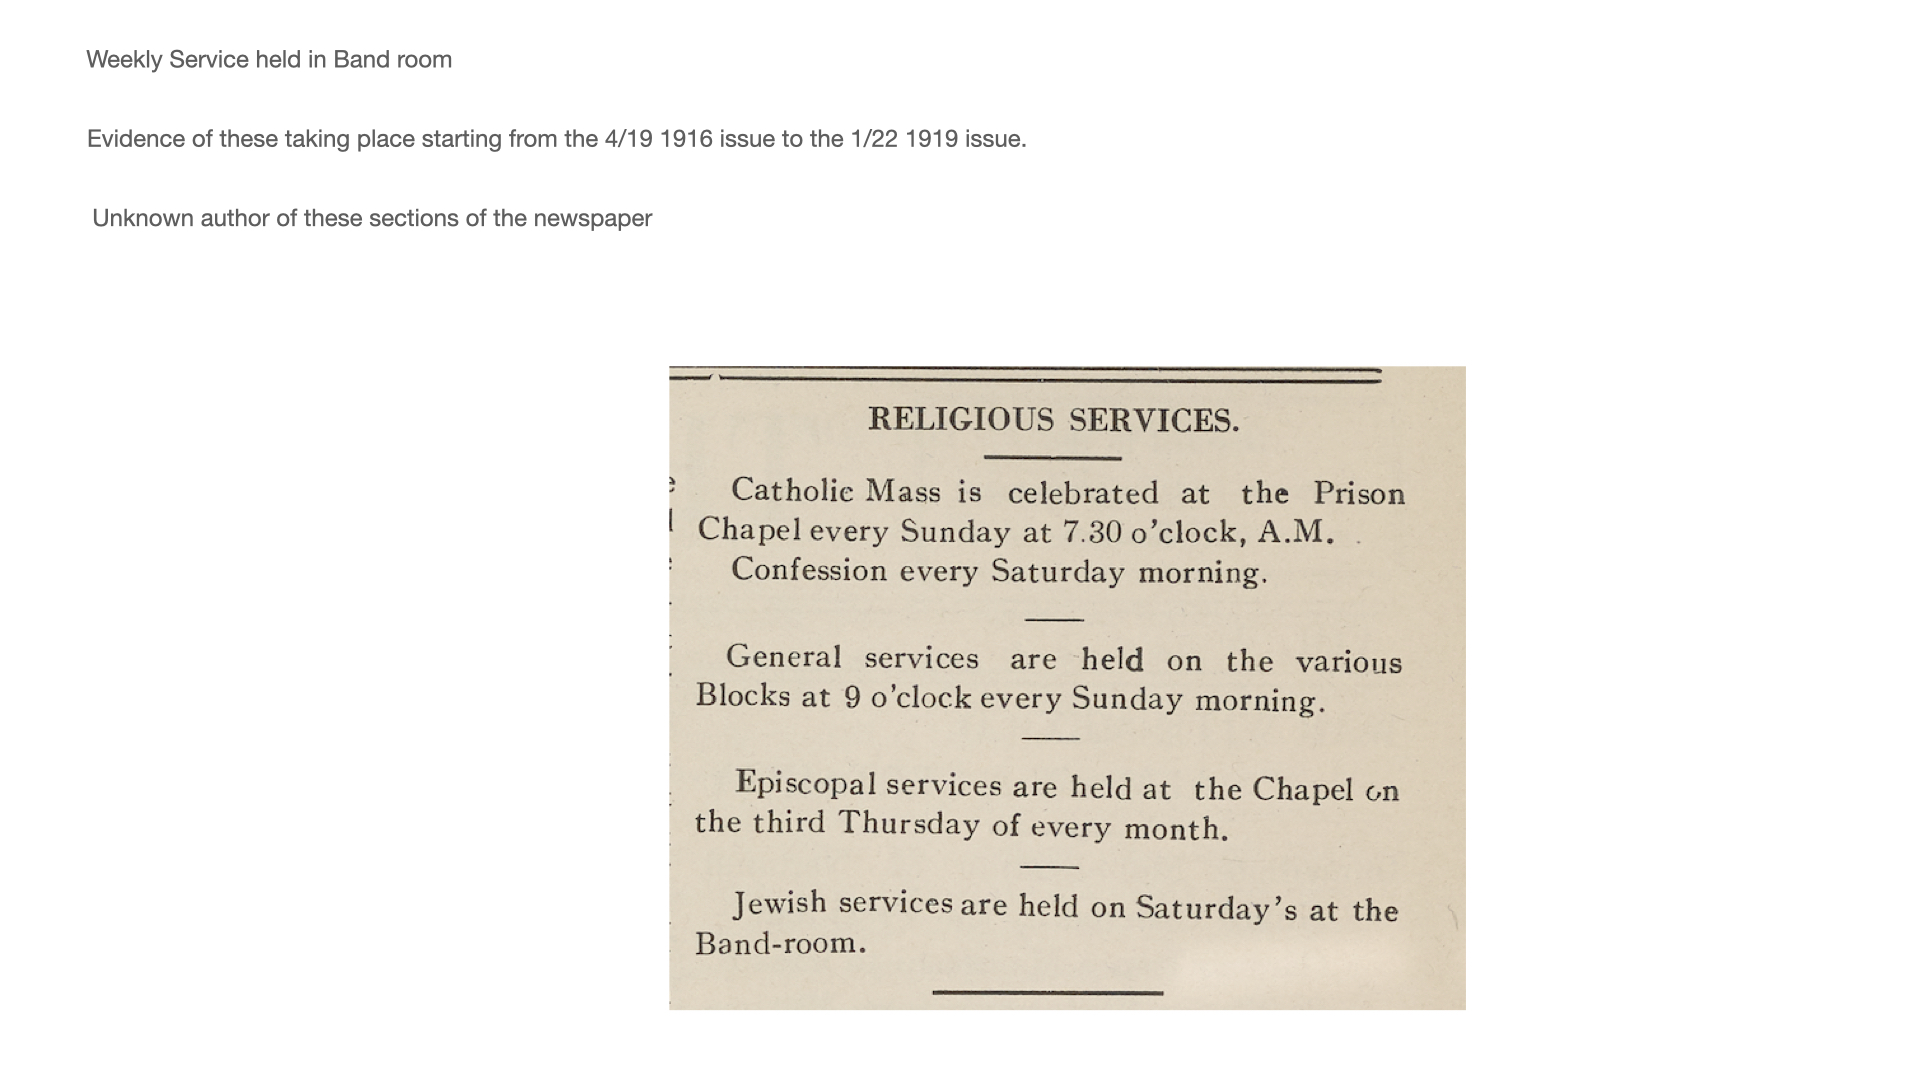 Weekly Service held in Band room
Evidence of these taking place starting from the 4/19 1916 issue to the 1/22 1919 issue.
Unknown author of these sections of the newspaper
RELIGIOUS SERVICES.
Catholic Mass is celebrated at the Prison
Chapel every Sunday at 7.30 o'clock, A.M.
Confession every Saturday morning.
General services are held on the various
Blocks at 9 o'clock every Sunday morning.
Episcopal services are held at the Chapel on
the third Thursday of every month.
Jewish services are held on Saturday's at the
Band-room.